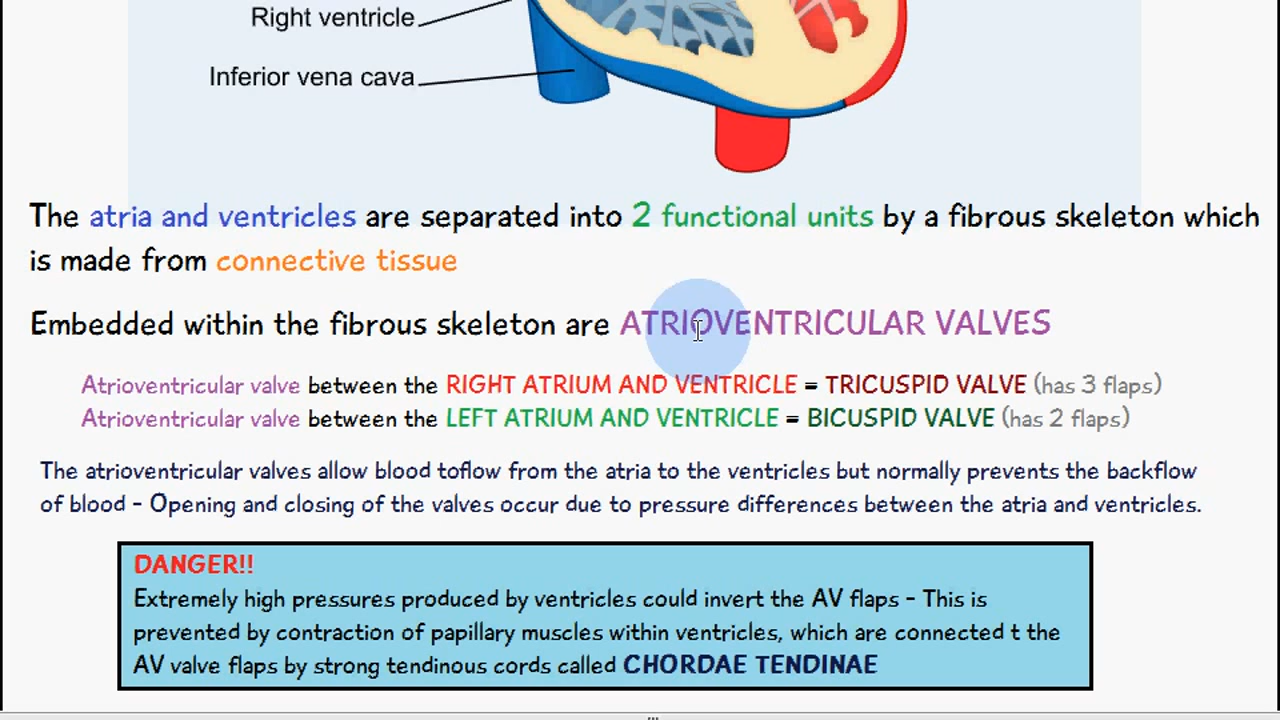 Right ventricle
Inferior vena cava
The atria and ventricles are separated into 2 functional units by a fibrous skeleton which
is made from connective tissue
Embedded within the fibrous skeleton are ATRIOVENTRICULAR VALVES
Atrioventricular valve between the RIGHT ATRIUM AND VENTRICLE = TRICUSPID VALVE (has 3 flaps)
Atrioventricular valve between the LEFT ATRIUM AND VENTRICLE = BICUSPID VALVE (has 2 flaps)
The atrioventricular valves allow blood toflow from the atria to the ventricles but normally prevents the backflow
of blood - Opening and closing of the valves occur due to pressure differences between the atria and ventricles.
DANGER!!
Extremely high pressures produced by ventricles could invert the AV flaps - This is
prevented by contraction of papillary muscles within ventricles, which are connected t the
AV valve flaps by strong tendinous cords called CHORDAE TENDINAE